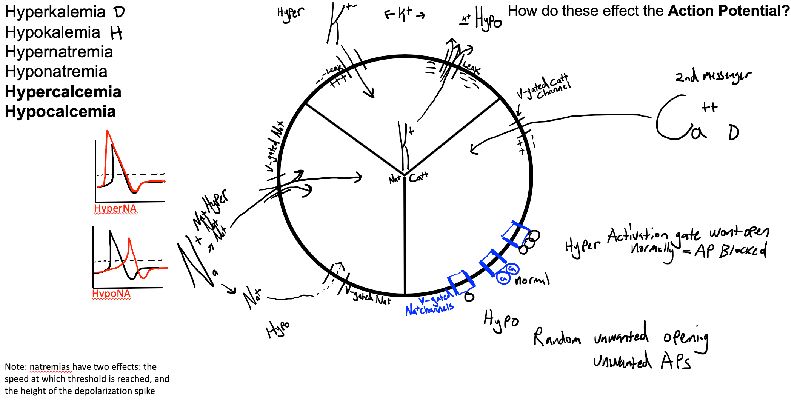 Hyperkalemia D
Hypokalemia H
Hypernatremia
Hyponatremia
Hypercalcemia
Hypocalcemia
How do these effect the Action Potential?
Hyper K+
←K+→
K+ Hypo
Leak
Leak
V-gated Ca++
Channel
2nd messenger
Ca++ D
K+
Na+ Ca++
V-gated Na+
Na+ Hyper
Na+
Na+
Na+
HyperNA
HypoNA
Na+
Hypo
V-gated Na+
V-gated
Na+ channels
normal
Hyper Activation gate wont open
normally = AP Blocked
Hypo
Random unwanted opening
unwanted APs
Note: natremias have two effects: the
speed at which threshold is reached, and
the height of the depolarization spike